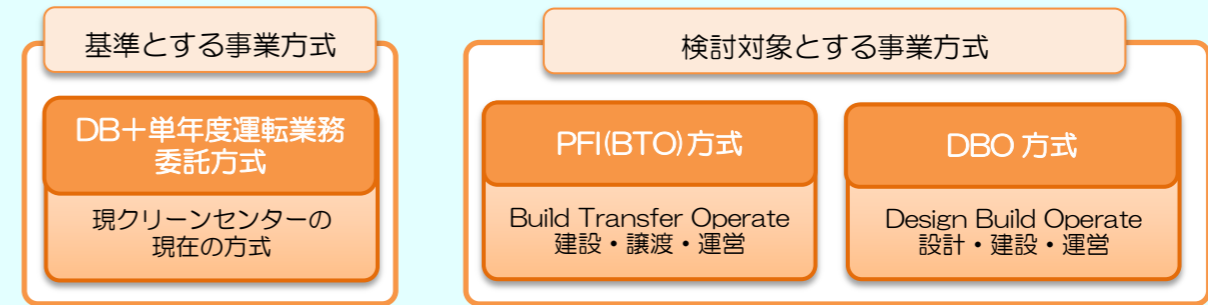 基準とする事業方式
DB＋単年度運転業務
委託方式
現クリーンセンターの
現在の方式
検討対象とする事業方式
PFI(BTO)方式
Build Transfer Operate
建設・譲渡・運営
DBO 方式
Design Build Operate
設計・建設・運営